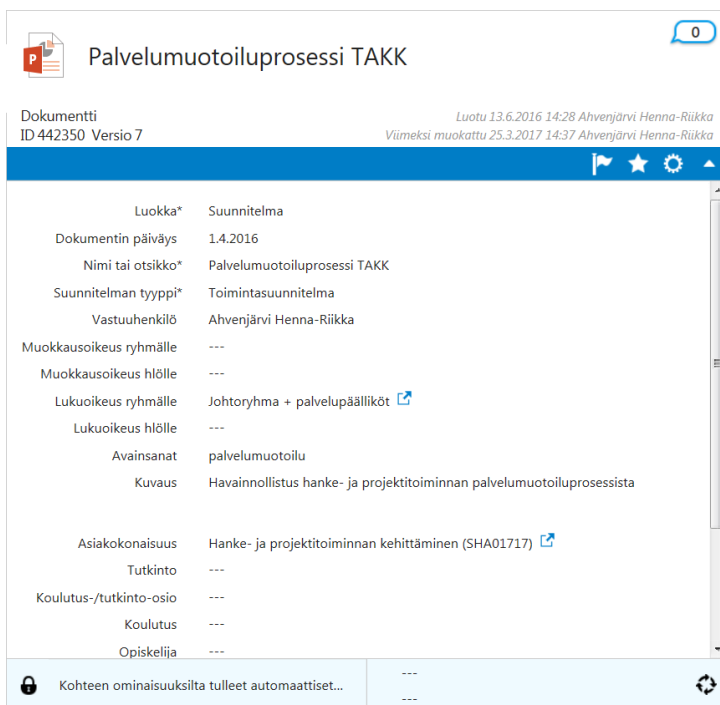 P
Palvelumuotoiluprosessi TAKK
0
Dokumentti
ID 442350 Versio 7
Luotu 13.6.2016 14:28 Ahvenjärvi Henna-Riikka
Viimeksi muokattu 25.3.2017 14:37 Ahvenjärvi Henna-Riikka
Luokka* Suunnitelma
Dokumentin päiväys 1.4.2016
Nimi tai otsikko* Palvelumuotoiluprosessi TAKK
Suunnitelman tyyppi* Toimintasuunnitelma
Vastuuhenkilö Ahvenjärvi Henna-Riikka
Muokkausoikeus ryhmälle ---
Muokkausoikeus hlölle ---
Lukuoikeus ryhmälle Johtoryhma + palvelupäälliköt
Lukuoikeus hlölle ---
Avainsanat palvelumuotoilu
Kuvaus Havainnollistus hanke- ja projektitoiminnan palvelumuotoiluprosessista
Asiakokonaisuus Hanke- ja projektitoiminnan kehittäminen (SHA01717)
Tutkinto ---
Koulutus-/tutkinto-osio ---
Koulutus ---
Opiskelija ---
Kohteen ominaisuuksilta tulleet automaattiset...
---
---